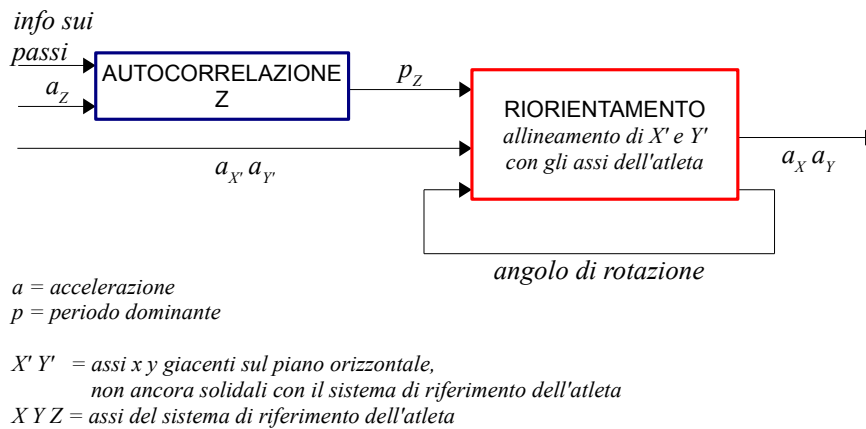 info sui
passi
a_Z
AUTOCORRELAZIONE
Z
p_Z
RIORIENTAMENTO
allineamento di X' e Y'
con gli assi dell'atleta
a_X' a_Y'
a_X a_Y
angolo di rotazione
a = accelerazione
p = periodo dominante
X' Y' = assi x y giacenti sul piano orizzontale,
non ancora solidali con il sistema di riferimento dell'atleta
X Y Z = assi del sistema di riferimento dell'atleta